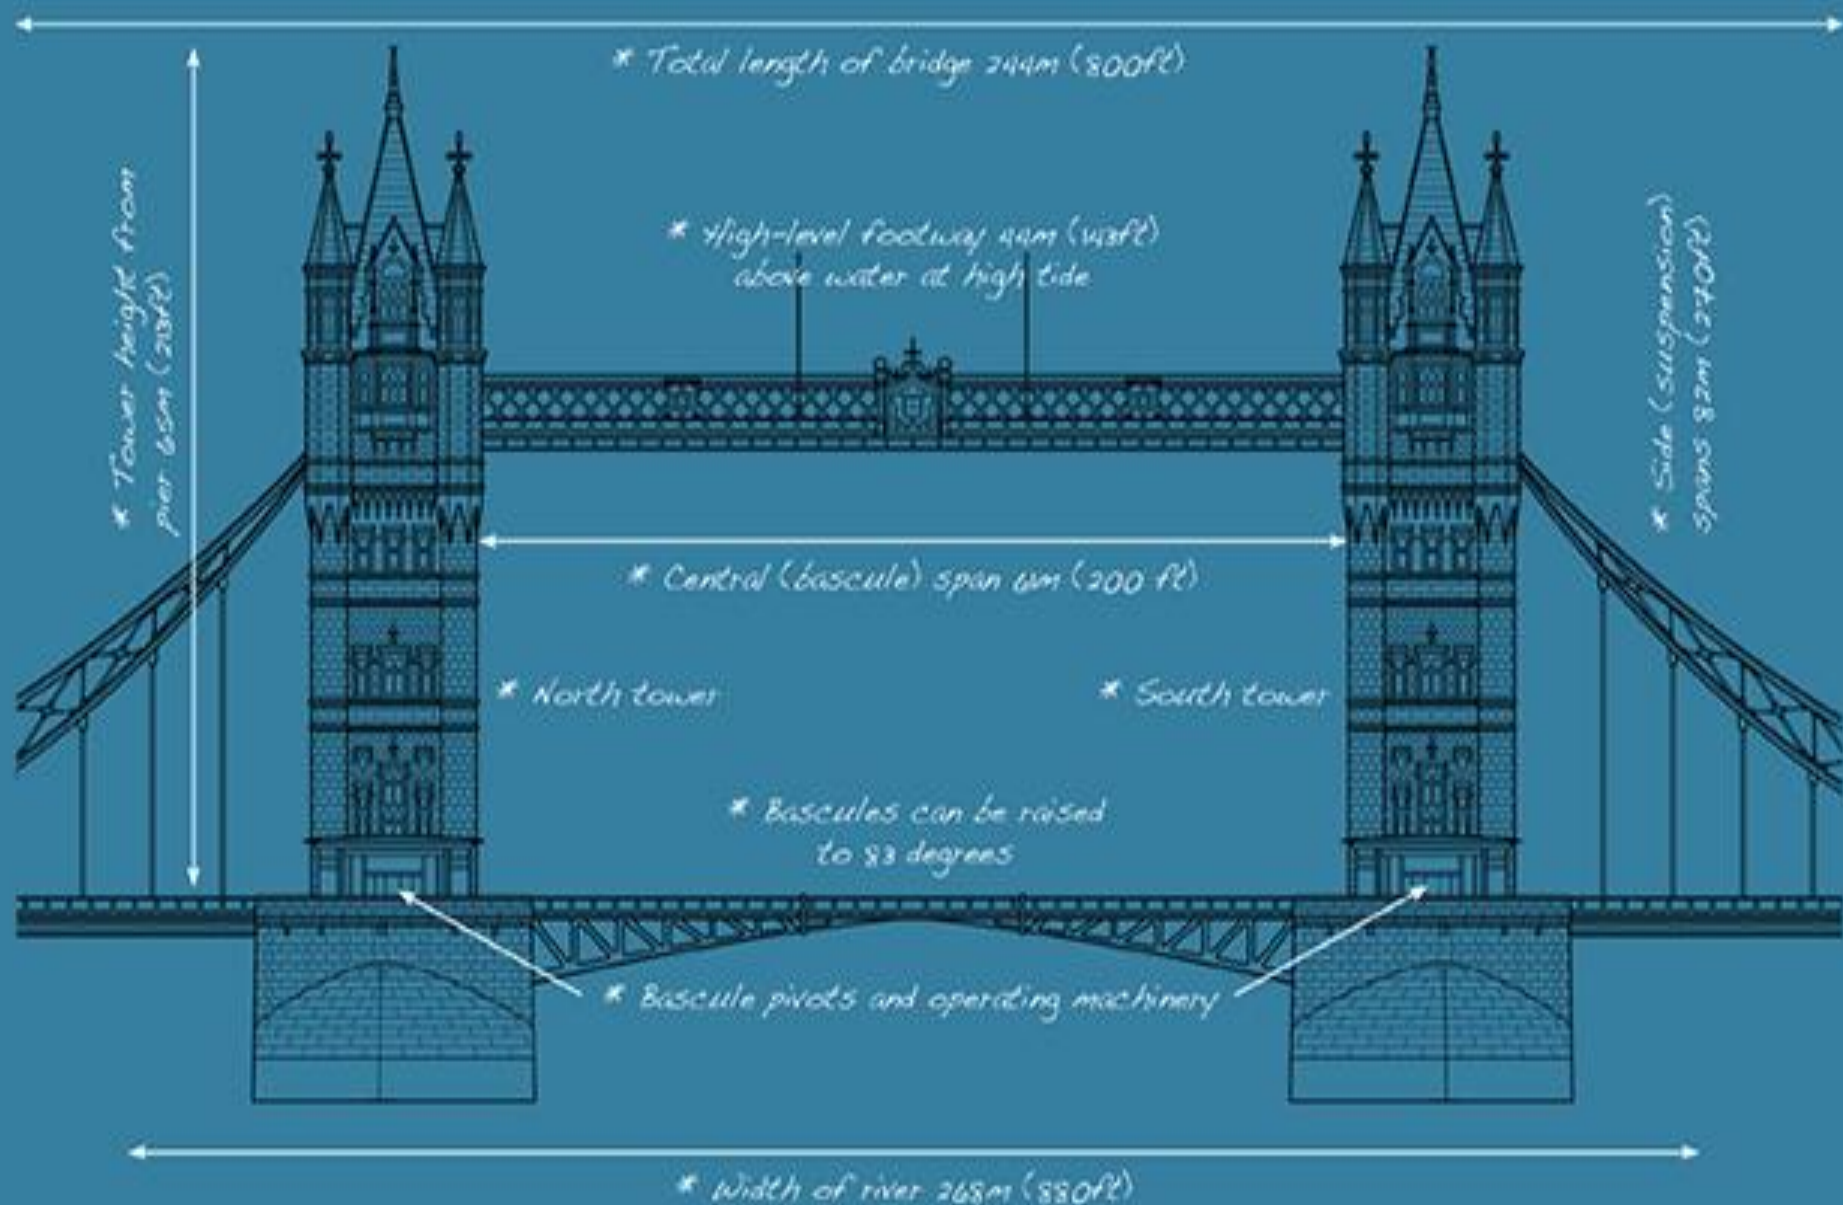 * Total length of bridge 244m (800ft)
* Tower height from
pier 65m (213ft)
* High-level footway 44m (143ft)
above water at high tide
* Side (suspension)
spans 82m (270ft)
* Central (bascule) span 61m (200 ft)
* North tower
* South tower
* Bascules can be raised
to 83 degrees
* Bascule pivots and operating machinery
* Width of river 268m (880ft)